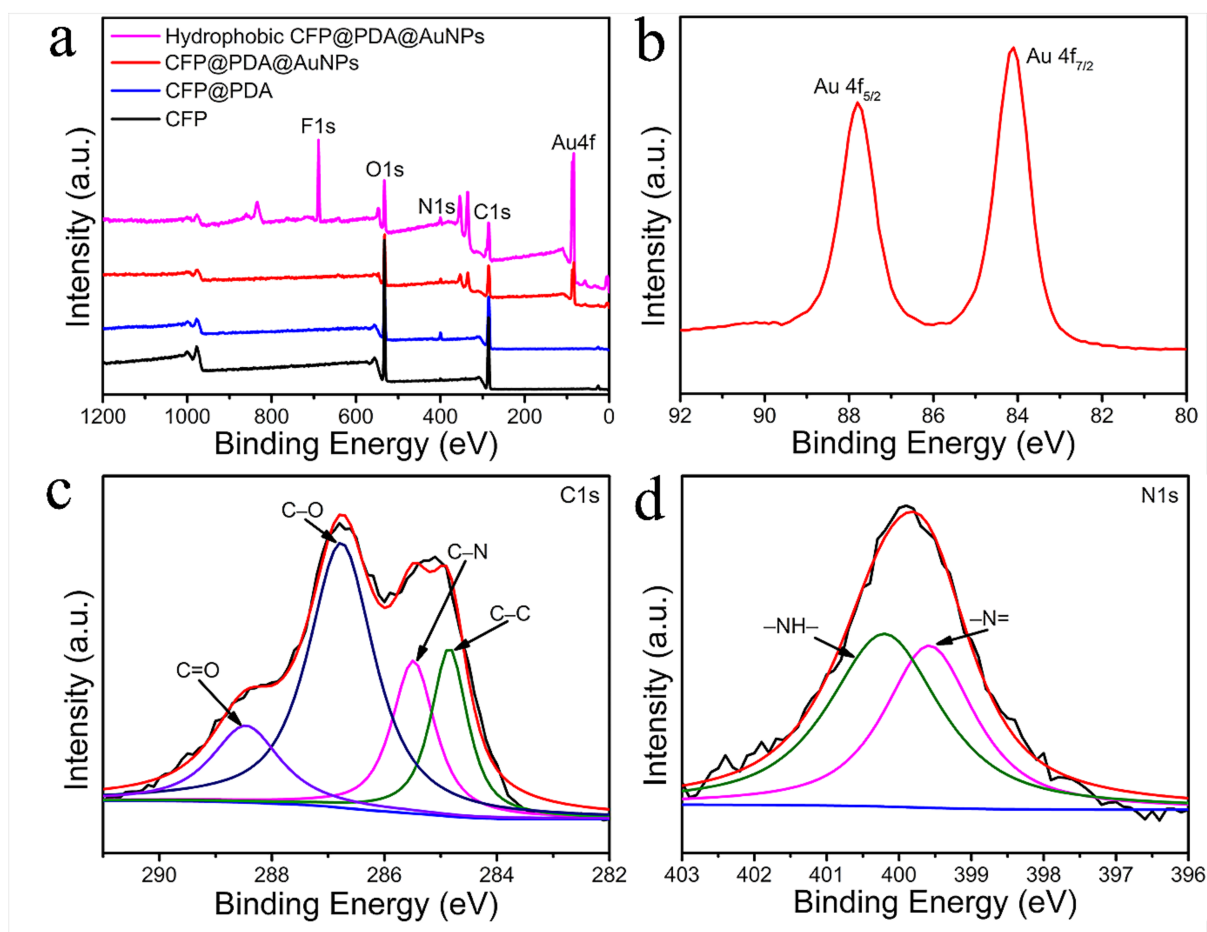 a
Hydrophobic CFP@PDA@AuNPs
CFP@PDA@AuNPs
CFP@PDA
CFP
F1s
O1s
N1s
C1s
Au4f
Intensity (a.u.)
1200 1000 800 600 400 200 0
Binding Energy (eV)
b
Au 4f5/2
Au 4f7/2
Intensity (a.u.)
92 90 88 86 84 82 80
Binding Energy (eV)
c
C1s
C–O
C–N
C–C
C=O
Intensity (a.u.)
290 288 286 284 282
Binding Energy (eV)
d
N1s
–NH–
–N=
Intensity (a.u.)
403 402 401 400 399 398 397 396
Binding Energy (eV)